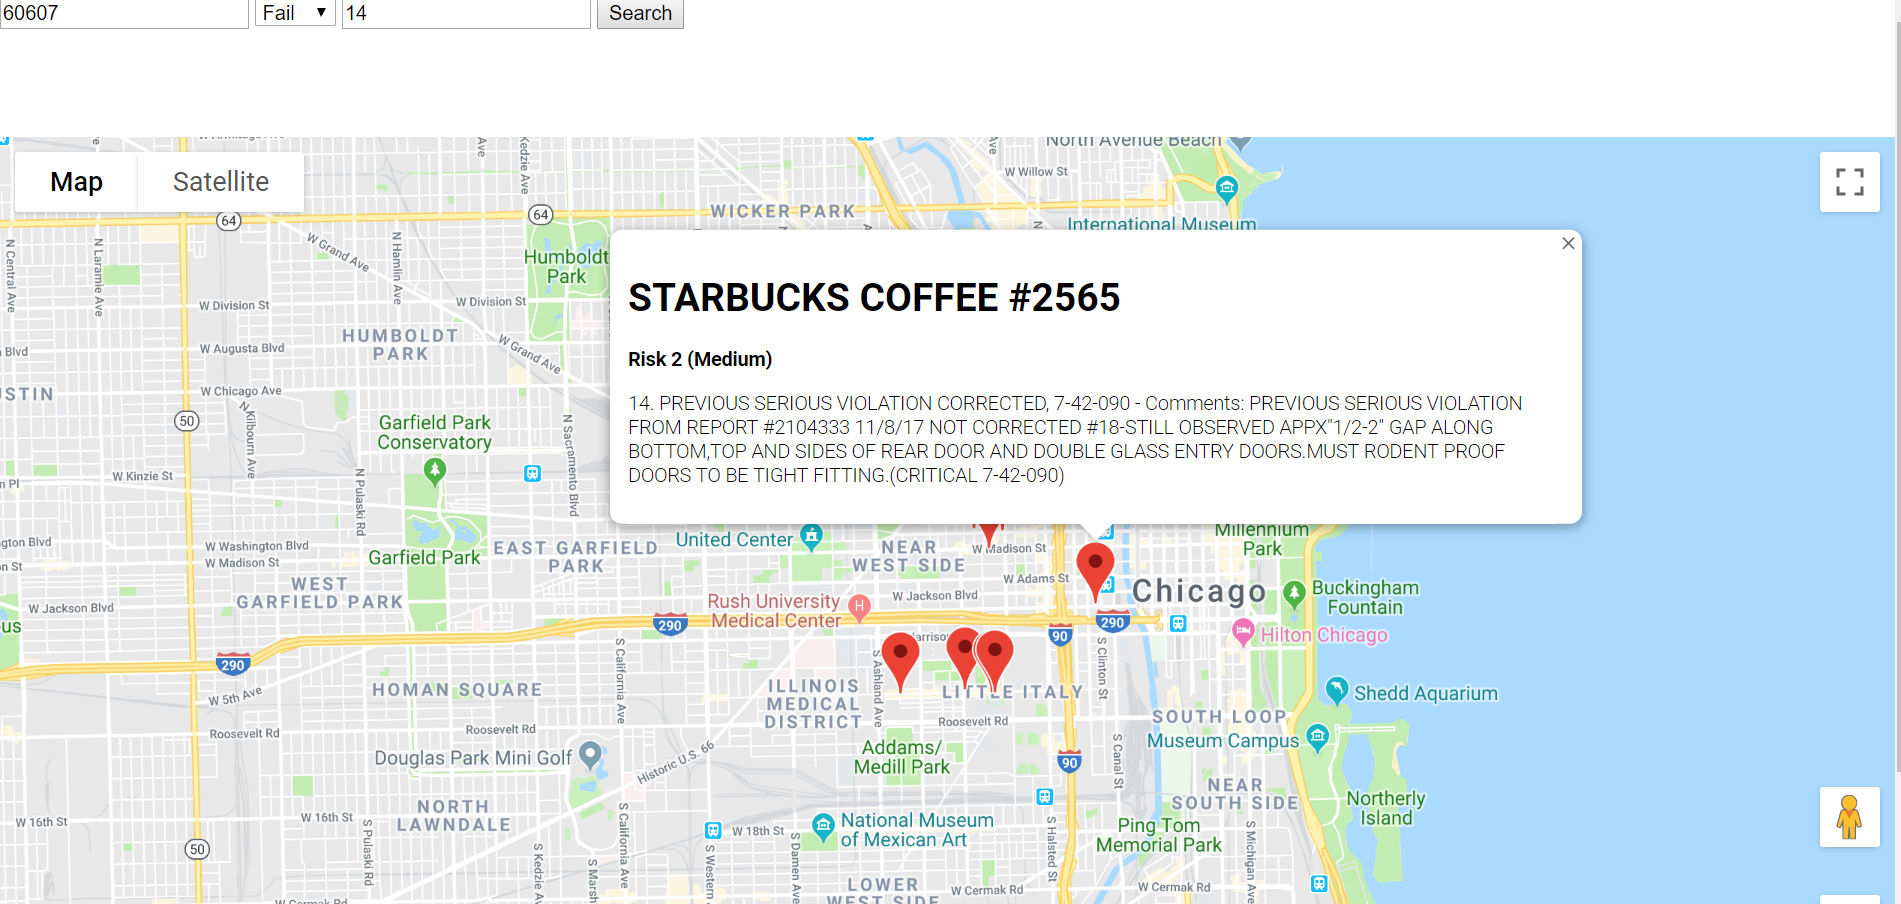 60607 Fail 14 Search
Map Satellite
North Avenue Beach
W Willow St
64
64
WICKER PARK
International Museum
N Central Ave
N Laramie Ave
N Hamlin Ave
Kedzie Ave
W Grand Ave
Humboldt
Park
W Division St
W Division St
HUMBOLDT
PARK
W Augusta Blvd
W Grand Ave
Blvd
W Chicago Ave
STIN
50
N Kilbourn Ave
Garfield Park
Conservatory
N Sacramento Blvd
W Kinzie St
N Pulaski Rd
n Pl
STARBUCKS COFFEE #2565
Risk 2 (Medium)
14. PREVIOUS SERIOUS VIOLATION CORRECTED, 7-42-090 - Comments: PREVIOUS SERIOUS VIOLATION
FROM REPORT #2104333 11/8/17 NOT CORRECTED #18-STILL OBSERVED APPX"1/2-2" GAP ALONG
BOTTOM,TOP AND SIDES OF REAR DOOR AND DOUBLE GLASS ENTRY DOORS.MUST RODENT PROOF
DOORS TO BE TIGHT FITTING.(CRITICAL 7-42-090)
Millennium
Park
United Center
NEAR
WEST SIDE
W Madison St
W Adams St
W Jackson Blvd
ngton Blvd
n St
W Washington Blvd
W Madison St
Garfield Park
EAST GARFIELD
PARK
WEST
GARFIELD PARK
W Jackson Blvd
us
Rush University
Medical Center
H
Chicago
Buckingham
Fountain
290
90
290
Hilton Chicago
290
Harrison
W 5th Ave
HOMAN SQUARE
S California Ave
ILLINOIS
MEDICAL
DISTRICT
S Ashland Ave
LITTLE ITALY
S Clinton St
Shedd Aquarium
Roosevelt Rd
Roosevelt Rd
Roosevelt Rd
SOUTH LOOP
Museum Campus
Douglas Park Mini Golf
Historic U.S. 66
Addams/
Medill Park
90
S Canal St
NEAR
SOUTH SIDE
Northerly
Island
NORTH
LAWNDALE
W 16th St
W 16th St
S Pulaski Rd
S California Ave
W 18th St
National Museum
of Mexican Art
Ping Tom
Memorial Park
50
S Kedzie Av
S Marsh
S Western
S Damen Ave
S Halsted St
S Michigan Ave
LOWER
WEST SIDE
W Cermak Rd
W Cermak Rd
W Cermak Rd